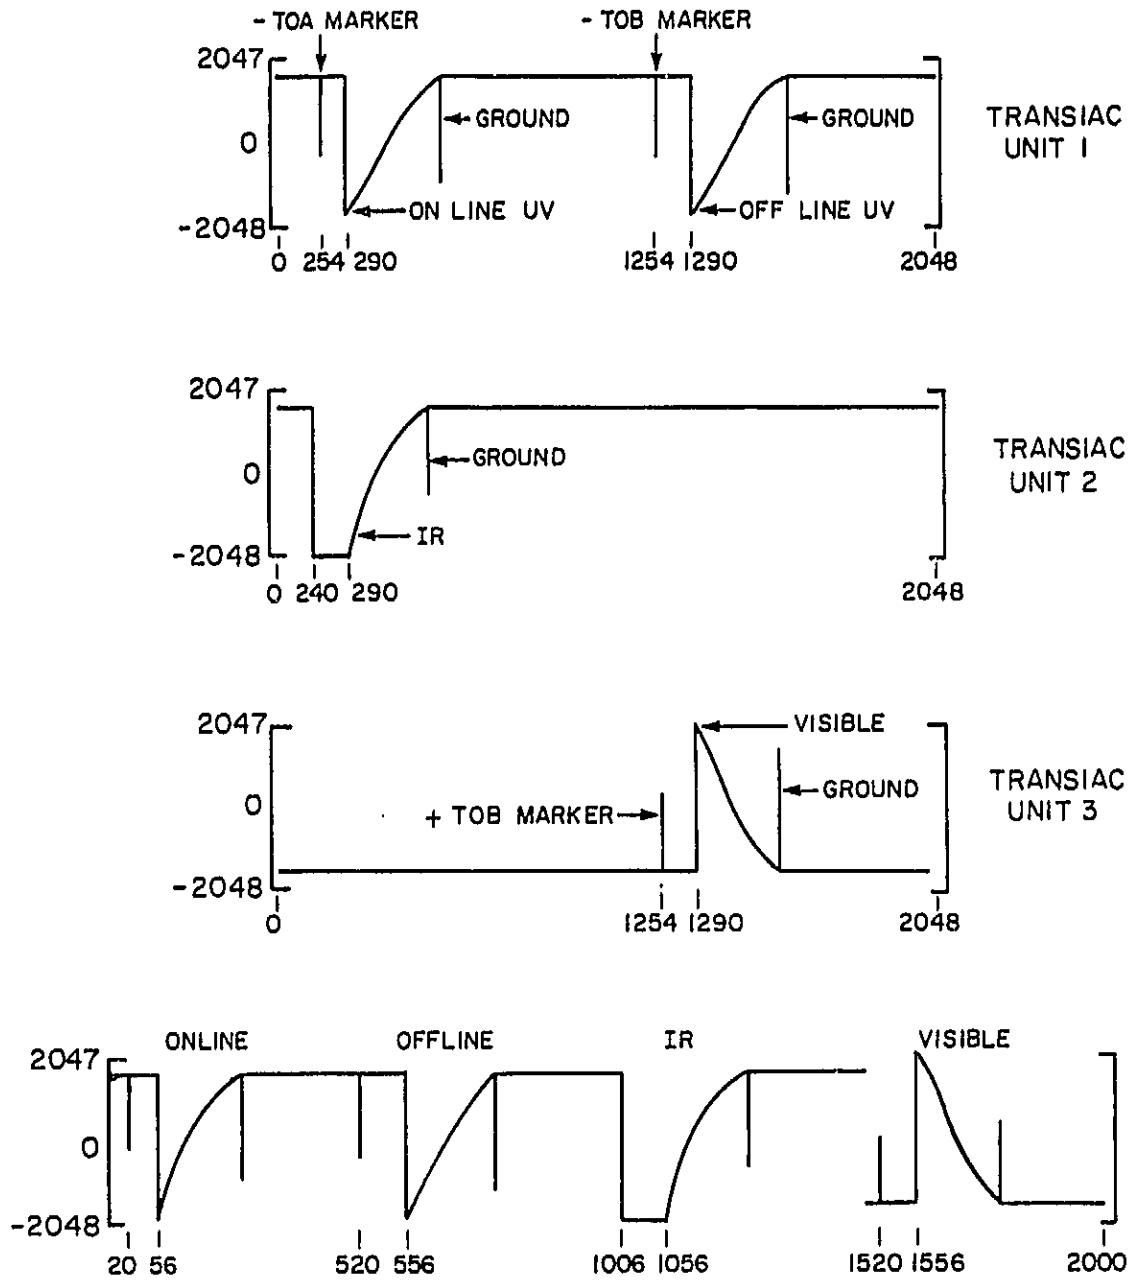 - TOA MARKER - TOB MARKER
2047
GROUND GROUND
0
TRANSIAC
UNIT 1
ON LINE UV OFF LINE UV
-2048
0 254 290 1254 1290 2048
2047
GROUND
0
TRANSIAC
UNIT 2
IR
-2048
0 240 290 2048
2047
VISIBLE
GROUND
0
+ TOB MARKER
TRANSIAC
UNIT 3
-2048
0 1254 1290 2048
ONLINE OFFLINE IR VISIBLE
2047
0
-2048
20 56 520 556 1006 1056 1520 1556 2000